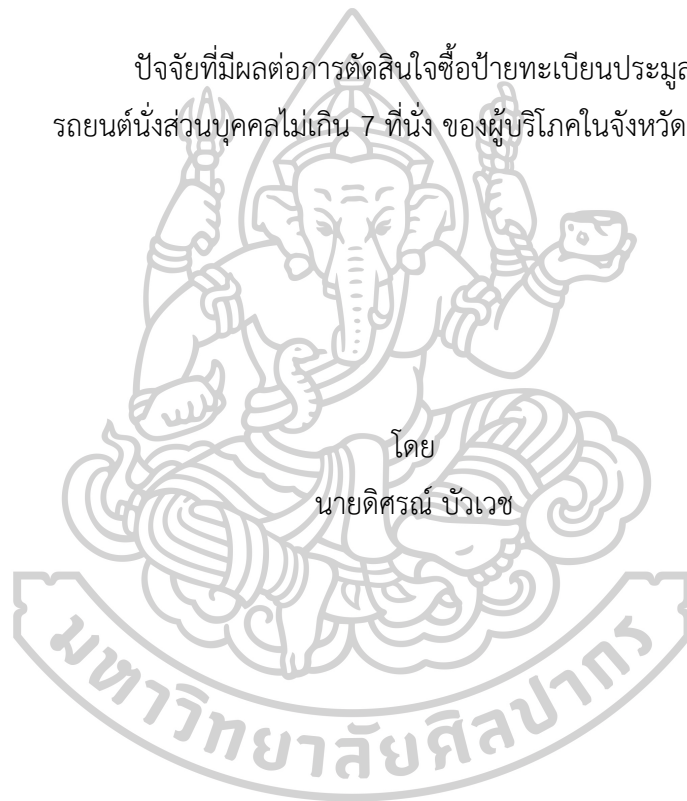 ปัจจัยที่มีผลต่อการตัดสินใจซื้อป้ายทะเบียนประมูล
รถยนต์นั่งส่วนบุคคลไม่เกิน 7 ที่นั่ง ของผู้บริโภคในจังหวัด
โดย
นายดิศรณ์ บัวเวช
มหาวิทยาลัยศิลปากร